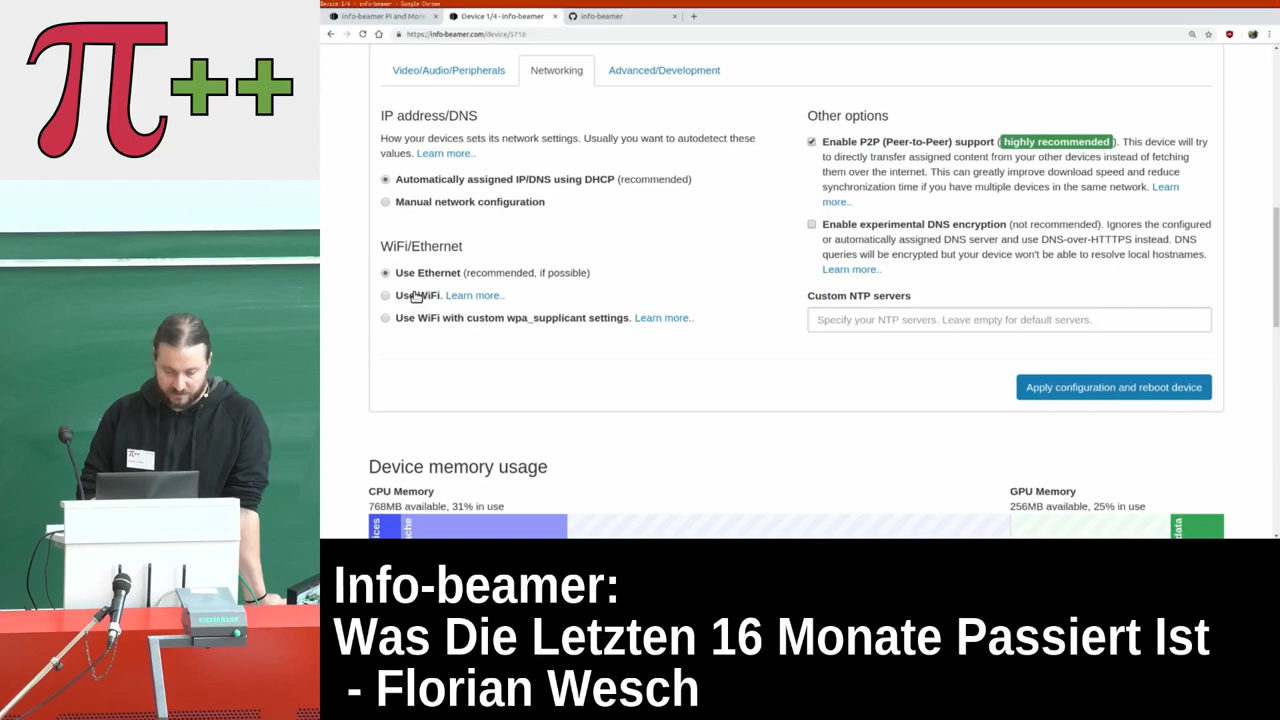 π++
Device 1/4 - info-beamer - Google Chrome
info-beamer Pi and More
Device 1/4 - info-beamer
info-beamer
https://info-beamer.com/device/5716
Video/Audio/Peripherals
Networking
Advanced/Development
IP address/DNS
How your devices sets its network settings. Usually you want to autodetect these
values. Learn more..
Automatically assigned IP/DNS using DHCP (recommended)
Manual network configuration
WiFi/Ethernet
Use Ethernet (recommended, if possible)
Use WiFi. Learn more..
Use WiFi with custom wpa_supplicant settings. Learn more..
Other options
Enable P2P (Peer-to-Peer) support (highly recommended). This device will try
to directly transfer assigned content from your other devices instead of fetching
them over the internet. This can greatly improve download speed and reduce
synchronization time if you have multiple devices in the same network. Learn
more..
Enable experimental DNS encryption (not recommended). Ignores the configured
or automatically assigned DNS server and use DNS-over-HTTTPS instead. DNS
queries will be encrypted but your device won't be able to resolve local hostnames.
Learn more..
Custom NTP servers
Specify your NTP servers. Leave empty for default servers.
Apply configuration and reboot device
Device memory usage
CPU Memory
768MB available, 31% in use
GPU Memory
256MB available, 25% in use
KINDERMANN
Info-beamer:
Was Die Letzten 16 Monate Passiert Ist
- Florian Wesch